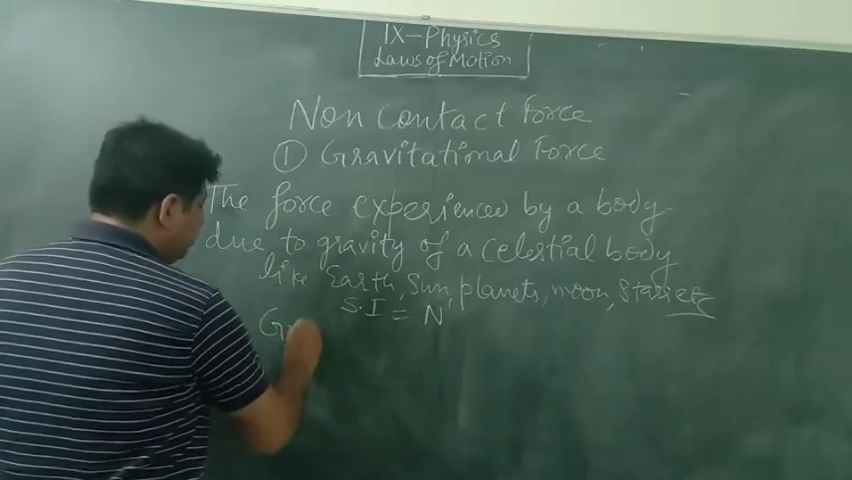 IX-Physics
Laws of Motion
Non Contact Force
① Gravitational Force
The force experienced by a body
due to gravity of a celestial body
like Earth, Sun, planets, moon, stars etc
S.I = N
Gr